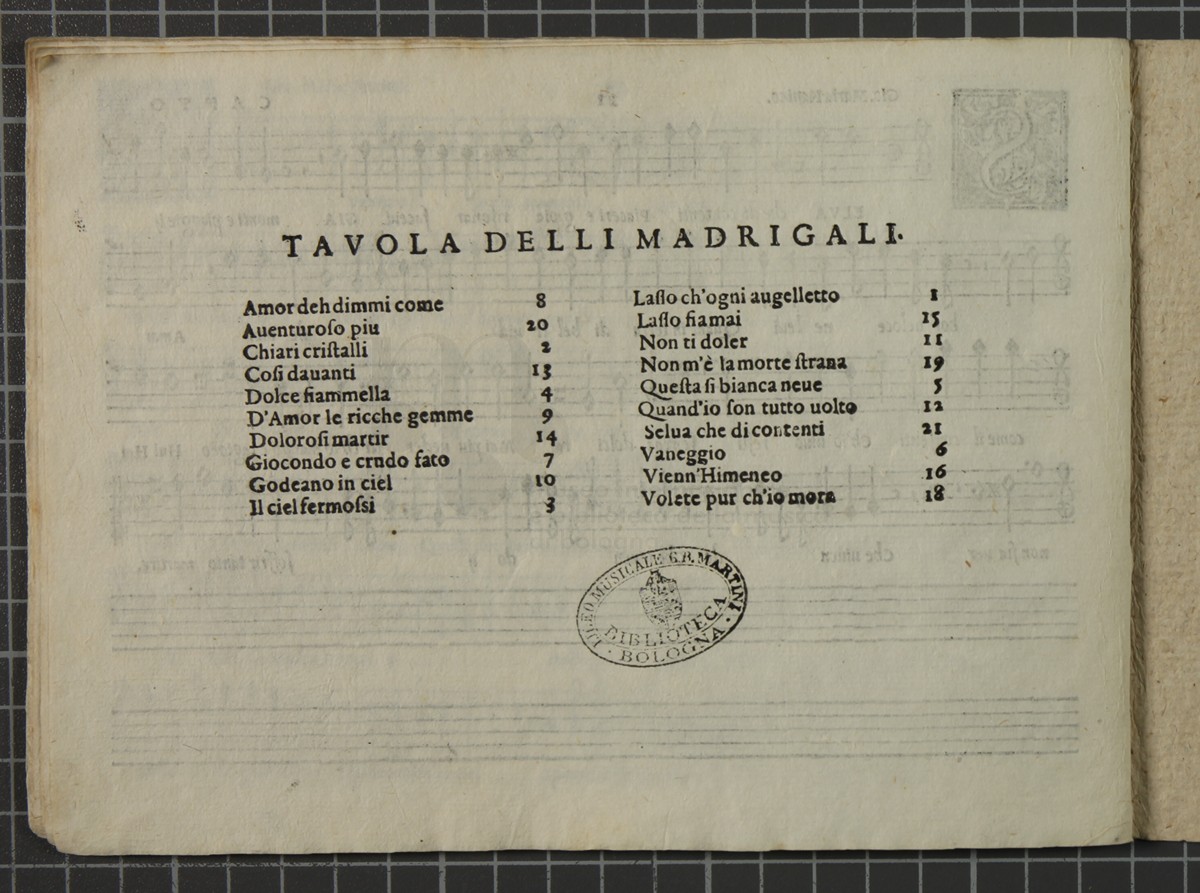 TAVOLA DELLI MADRIGALI.
Amor deh dimmi come 8
Auenturoſo piu 20
Chiari criſtalli 2
Coſi dauanti 13
Dolce fiammella 4
D'Amor le ricche gemme 9
Doloroſi martir 14
Giocondo e crudo fato 7
Godeano in ciel 10
Il ciel fermoſsi 3
Laſſo ch'ogni augelletto 1
Laſſo fiamai 15
Non ti doler 11
Non m'è la morte ſtrana 19
Queſta ſi bianca neue 5
Quand'io ſon tutto uolto 12
Selua che di contenti 21
Vaneggio 6
Vienn'Himeneo 16
Volete pur ch'io mora 18
LICEO MUSICALE G.B. MARTINI
BIBLIOTECA
· BOLOGNA ·